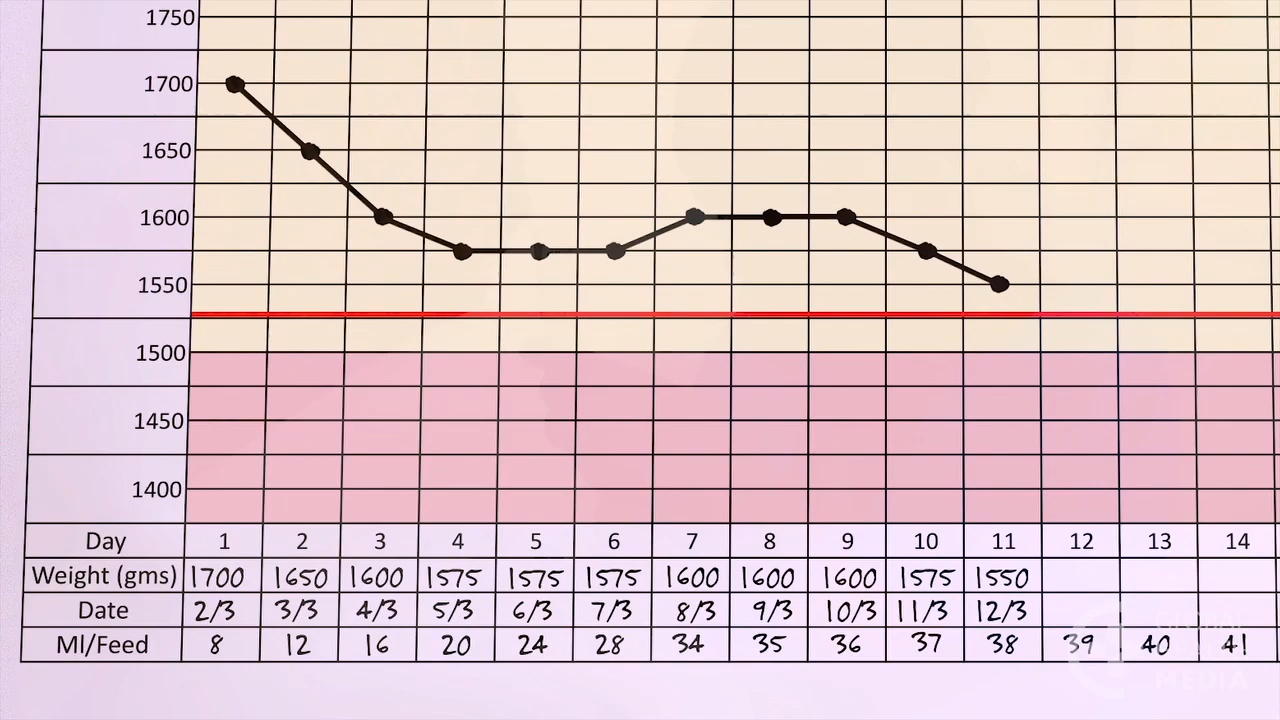 1750
1700
1650
1600
1550
1500
1450
1400
Day 1 2 3 4 5 6 7 8 9 10 11 12 13 14
Weight (gms) 1700 1650 1600 1575 1575 1575 1600 1600 1600 1575 1550
Date 2/3 3/3 4/3 5/3 6/3 7/3 8/3 9/3 10/3 11/3 12/3
Ml/Feed 8 12 16 20 24 28 34 35 36 37 38 39 40 41
GLOBAL
HEALTH
MEDIA